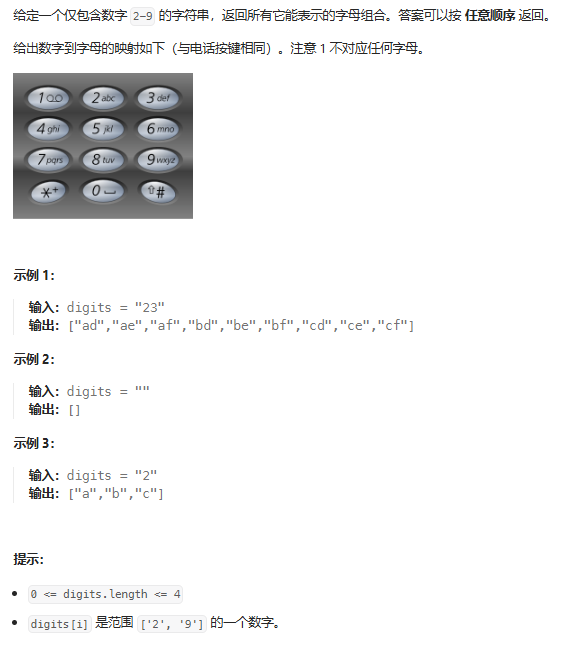 给定一个仅包含数字 2-9 的字符串，返回所有它能表示的字母组合。答案可以按 任意顺序 返回。
给出数字到字母的映射如下（与电话按键相同）。注意 1 不对应任何字母。
1 2 abc 3 def
4 ghi 5 jkl 6 mno
7 pqrs 8 tuv 9 wxyz
*+ 0 #
示例 1：
输入：digits = "23"
输出：["ad","ae","af","bd","be","bf","cd","ce","cf"]
示例 2：
输入：digits = ""
输出：[]
示例 3：
输入：digits = "2"
输出：["a","b","c"]
提示：
• 0 <= digits.length <= 4
• digits[i] 是范围 ['2', '9'] 的一个数字。